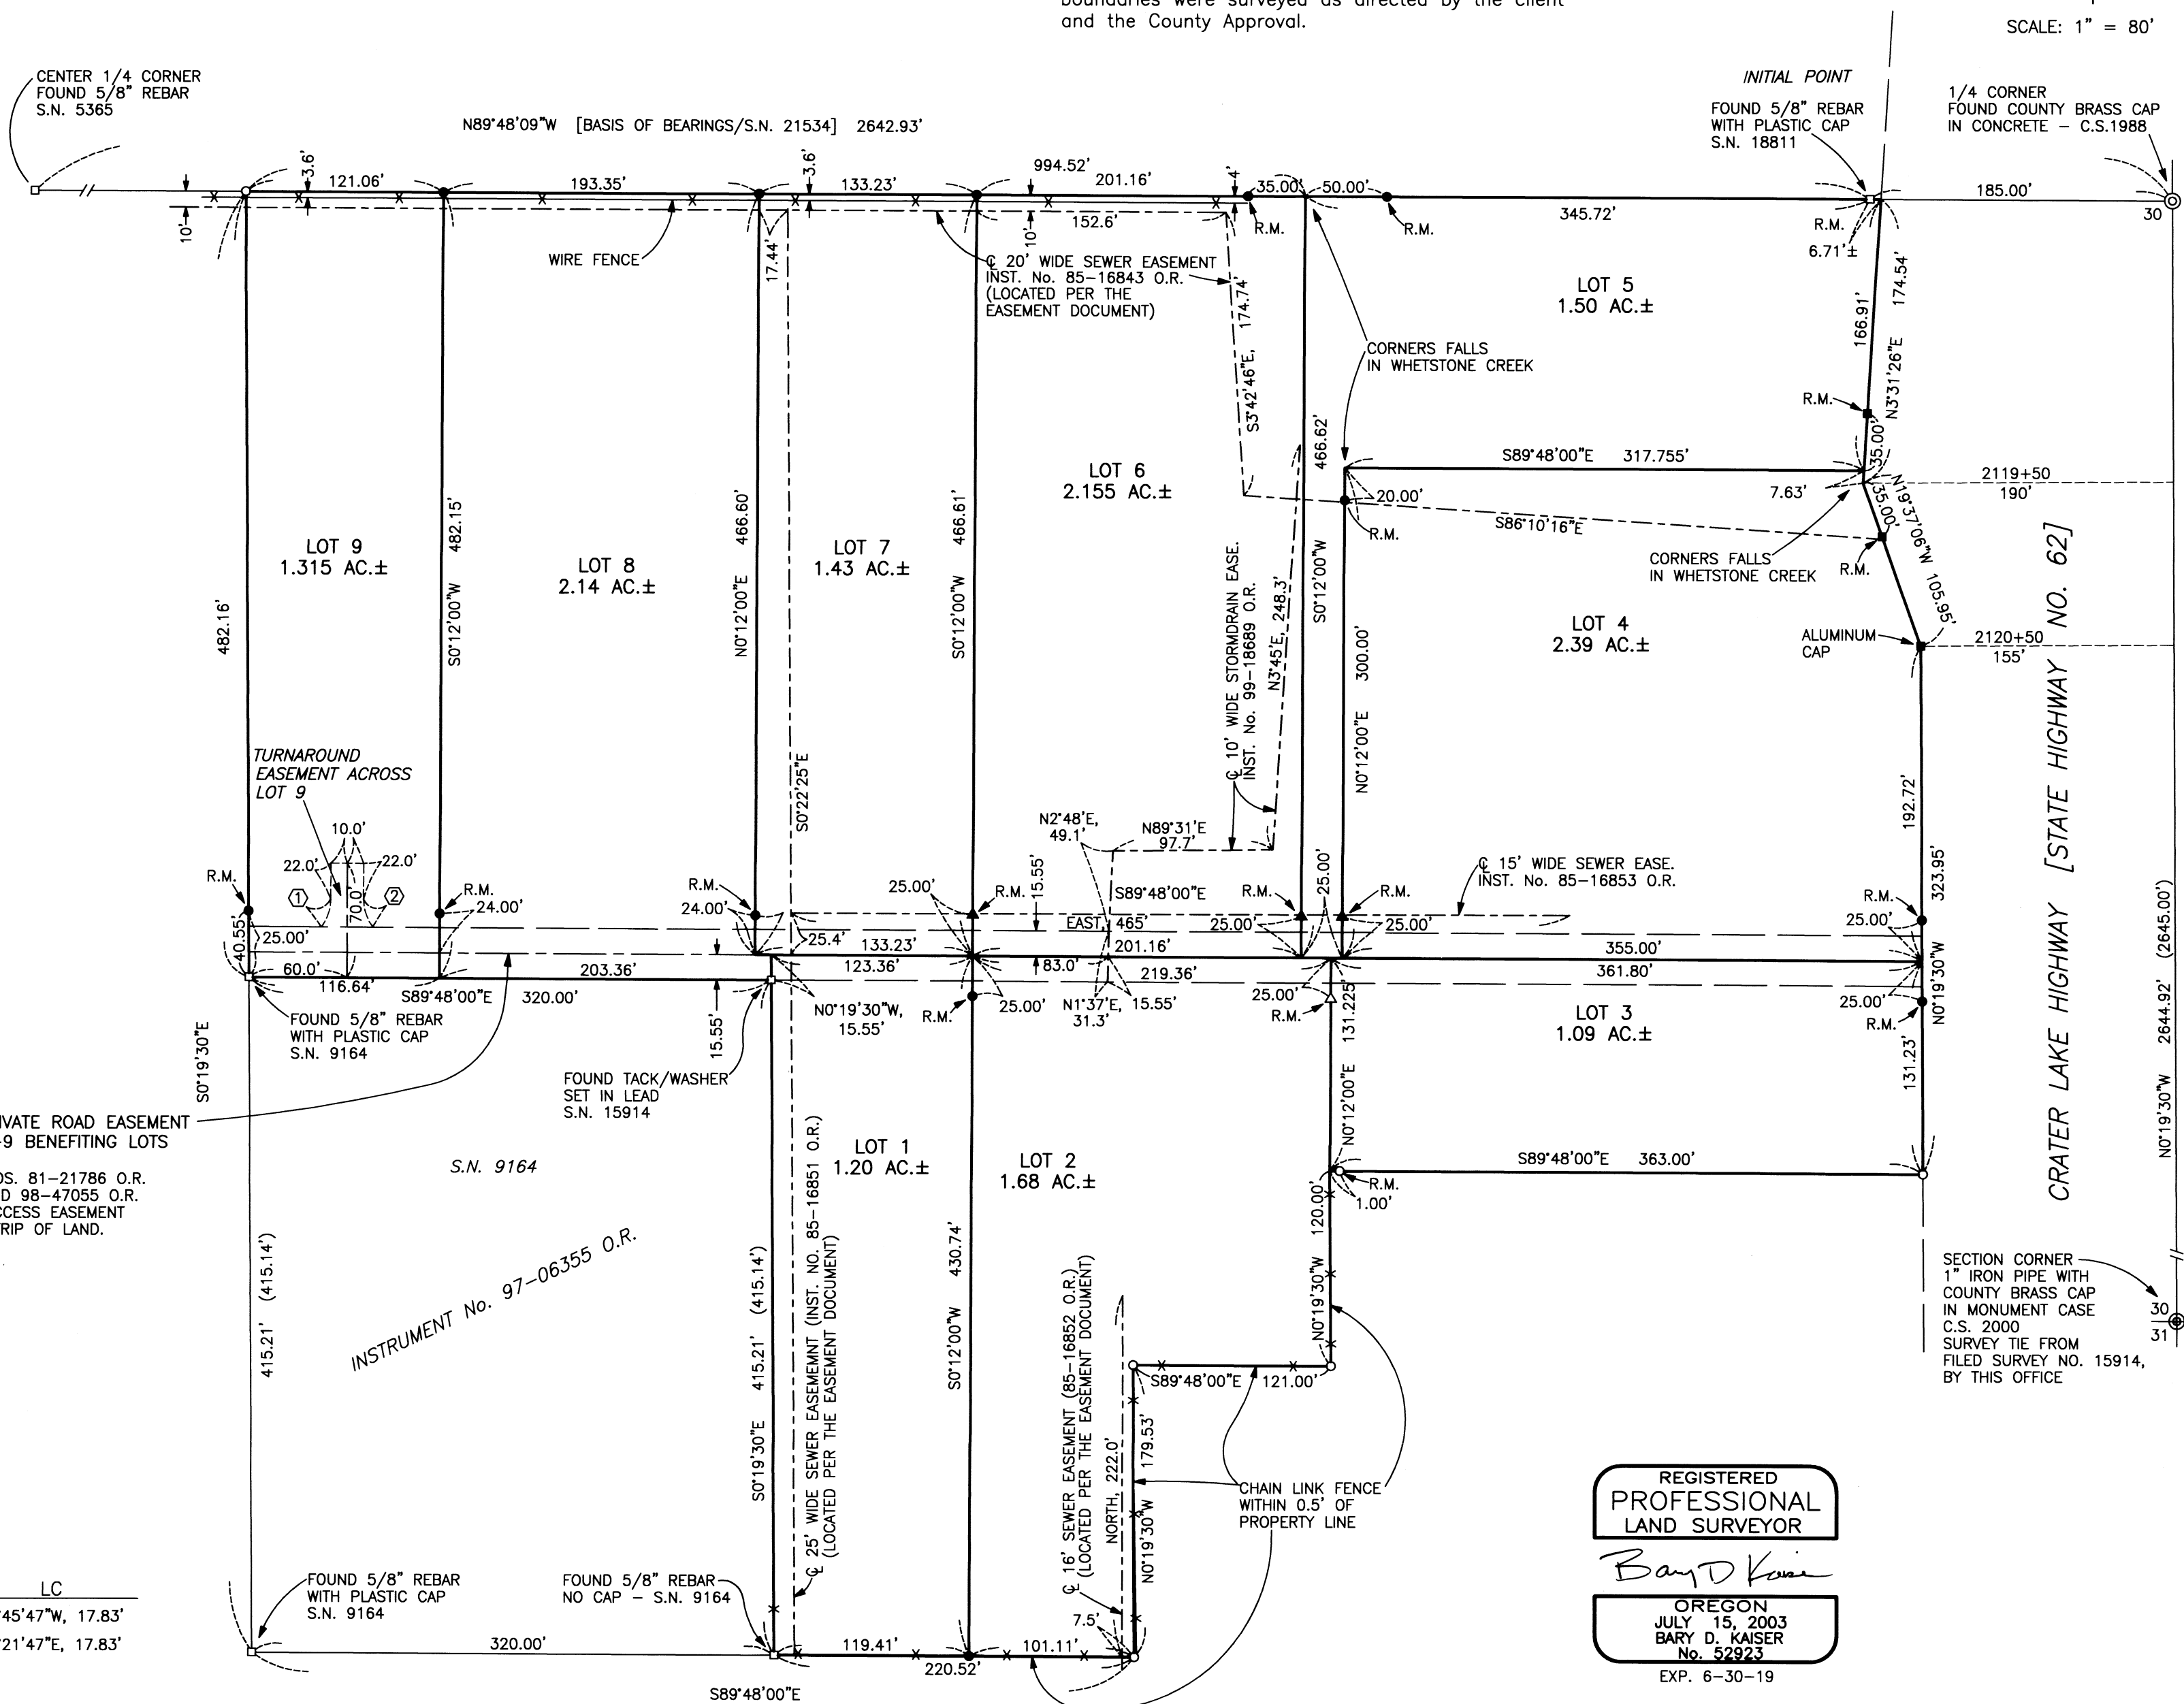 boundaries were surveyed as directed by the client
and the County Approval.
SCALE: 1" = 80'
CENTER 1/4 CORNER
FOUND 5/8" REBAR
S.N. 5365
N89°48'09"W [BASIS OF BEARINGS/S.N. 21534] 2642.93'
INITIAL POINT
FOUND 5/8" REBAR
WITH PLASTIC CAP
S.N. 18811
1/4 CORNER
FOUND COUNTY BRASS CAP
IN CONCRETE – C.S.1988
3.6'
121.06'
193.35'
3.6'
133.23'
994.52'
201.16'
4'
35.00'
50.00'
345.72'
185.00'
30
10'
WIRE FENCE
17.44'
152.6'
10'
R.M.
R.M.
R.M.
6.71'±
℄ 20' WIDE SEWER EASEMENT
INST. No. 85-16843 O.R.
(LOCATED PER THE
EASEMENT DOCUMENT)
S3°42'46"E, 174.74'
LOT 5
1.50 AC.±
166.91'
N3°31'26"E 174.54'
CORNERS FALLS
IN WHETSTONE CREEK
R.M.
35.00'
S89°48'00"E 317.755'
7.63'
2119+50
190'
20.00'
R.M.
S86°10'16"E
35.00'
N19°37'06"W 105.95'
CORNERS FALLS
IN WHETSTONE CREEK
R.M.
LOT 6
2.155 AC.±
LOT 9
1.315 AC.±
LOT 8
2.14 AC.±
LOT 7
1.43 AC.±
482.16'
S0°12'00"W 482.15'
N0°12'00"E 466.60'
S0°12'00"W 466.61'
S0°12'00"W 466.62'
N0°12'00"E 300.00'
LOT 4
2.39 AC.±
ALUMINUM
CAP
2120+50
155'
℄ 10' WIDE STORMDRAIN EASE.
INST. No. 99-18689 O.R.
N3°45'E, 248.3'
CRATER LAKE HIGHWAY [STATE HIGHWAY NO. 62]
192.72'
323.95'
N0°19'30"W
TURNAROUND
EASEMENT ACROSS
LOT 9
S0°22'25"E
N2°48'E,
49.1'
N89°31'E
97.7'
10.0'
22.0'
22.0'
70.0'
1
2
R.M.
R.M.
24.00'
R.M.
24.00'
25.00'
R.M.
15.55'
S89°48'00"E
R.M.
25.00'
R.M.
℄ 15' WIDE SEWER EASE.
INST. No. 85-16853 O.R.
R.M.
25.00'
40.55'
25.00'
25.4'
EAST, 465'
25.00'
25.00'
133.23'
201.16'
355.00'
60.0'
203.36'
123.36'
83.0'
219.36'
361.80'
116.64'
S89°48'00"E 320.00'
N0°19'30"W,
15.55'
R.M.
25.00'
N1°37'E,
31.3'
15.55'
25.00'
R.M.
25.00'
R.M.
FOUND 5/8" REBAR
WITH PLASTIC CAP
S.N. 9164
15.55'
FOUND TACK/WASHER
SET IN LEAD
S.N. 15914
LOT 3
1.09 AC.±
N0°12'00"E 131.225'
131.23'
S0°19'30"E
N0°19'30"W 2644.92' (2645.00')
IVATE ROAD EASEMENT
-9 BENEFITING LOTS
OS. 81-21786 O.R.
D 98-47055 O.R.
CCESS EASEMENT
TRIP OF LAND.
S.N. 9164
INSTRUMENT No. 97-06355 O.R.
LOT 1
1.20 AC.±
LOT 2
1.68 AC.±
S89°48'00"E 363.00'
R.M.
1.00'
N0°19'30"W 120.00'
415.21' (415.14')
S0°19'30"E 415.21' (415.14')
℄ 25' WIDE SEWER EASEMEMNT (INST. NO. 85-16851 O.R.)
(LOCATED PER THE EASEMENT DOCUMENT)
S0°12'00"W 430.74'
℄ 16' SEWER EASEMENT (85-16852 O.R.)
(LOCATED PER THE EASEMENT DOCUMENT)
NORTH, 222.0'
S89°48'00"E 121.00'
N0°19'30"W 179.53'
SECTION CORNER
1" IRON PIPE WITH
COUNTY BRASS CAP
IN MONUMENT CASE
C.S. 2000
SURVEY TIE FROM
FILED SURVEY NO. 15914,
BY THIS OFFICE
30
31
CHAIN LINK FENCE
WITHIN 0.5' OF
PROPERTY LINE
REGISTERED
PROFESSIONAL
LAND SURVEYOR
Bary D Kaiser
OREGON
JULY 15, 2003
BARY D. KAISER
No. 52923
EXP. 6-30-19
LC
45'47"W, 17.83'
21'47"E, 17.83'
FOUND 5/8" REBAR
WITH PLASTIC CAP
S.N. 9164
FOUND 5/8" REBAR
NO CAP – S.N. 9164
7.5'
320.00'
119.41'
101.11'
220.52'
S89°48'00"E